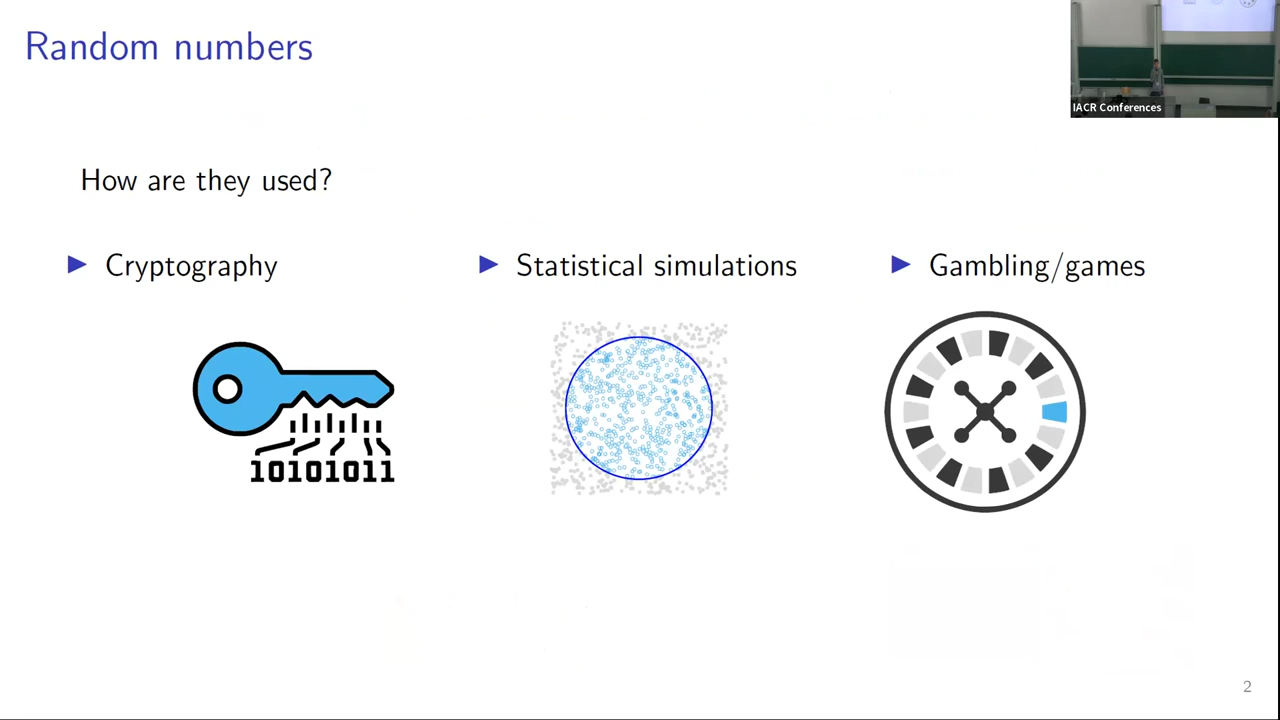 Random numbers
IACR Conferences
How are they used?
Cryptography
Statistical simulations
Gambling/games
10101011
2